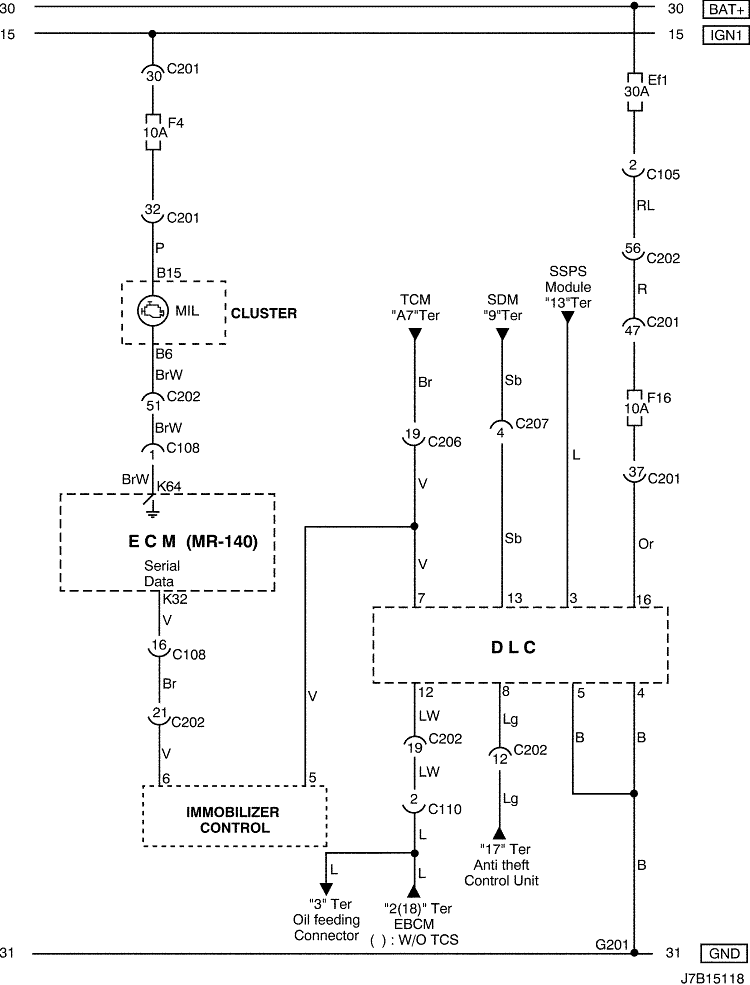 30
30
BAT+
15
15
IGN1
30
C201
10A
F4
32
C201
P
B15
MIL
CLUSTER
B6
BrW
51
C202
BrW
1
C108
BrW
K64
E C M (MR-140)
Serial
Data
K32
V
16
C108
Br
21
C202
V
6
5
IMMOBILIZER
CONTROL
V
TCM
"A7"Ter
Br
19
C206
V
V
7
SDM
"9"Ter
Sb
4
C207
Sb
13
SSPS
Module
"13"Ter
L
3
Ef1
30A
2
C105
RL
56
C202
R
47
C201
F16
10A
37
C201
Or
16
D L C
12
LW
19
C202
LW
2
C110
L
L
L
"3" Ter
Oil feeding
Connector
"2(18)" Ter
EBCM
( ) : W/O TCS
8
Lg
12
C202
Lg
"17" Ter
Anti theft
Control Unit
5
B
4
B
B
G201
31
31
GND
J7B15118